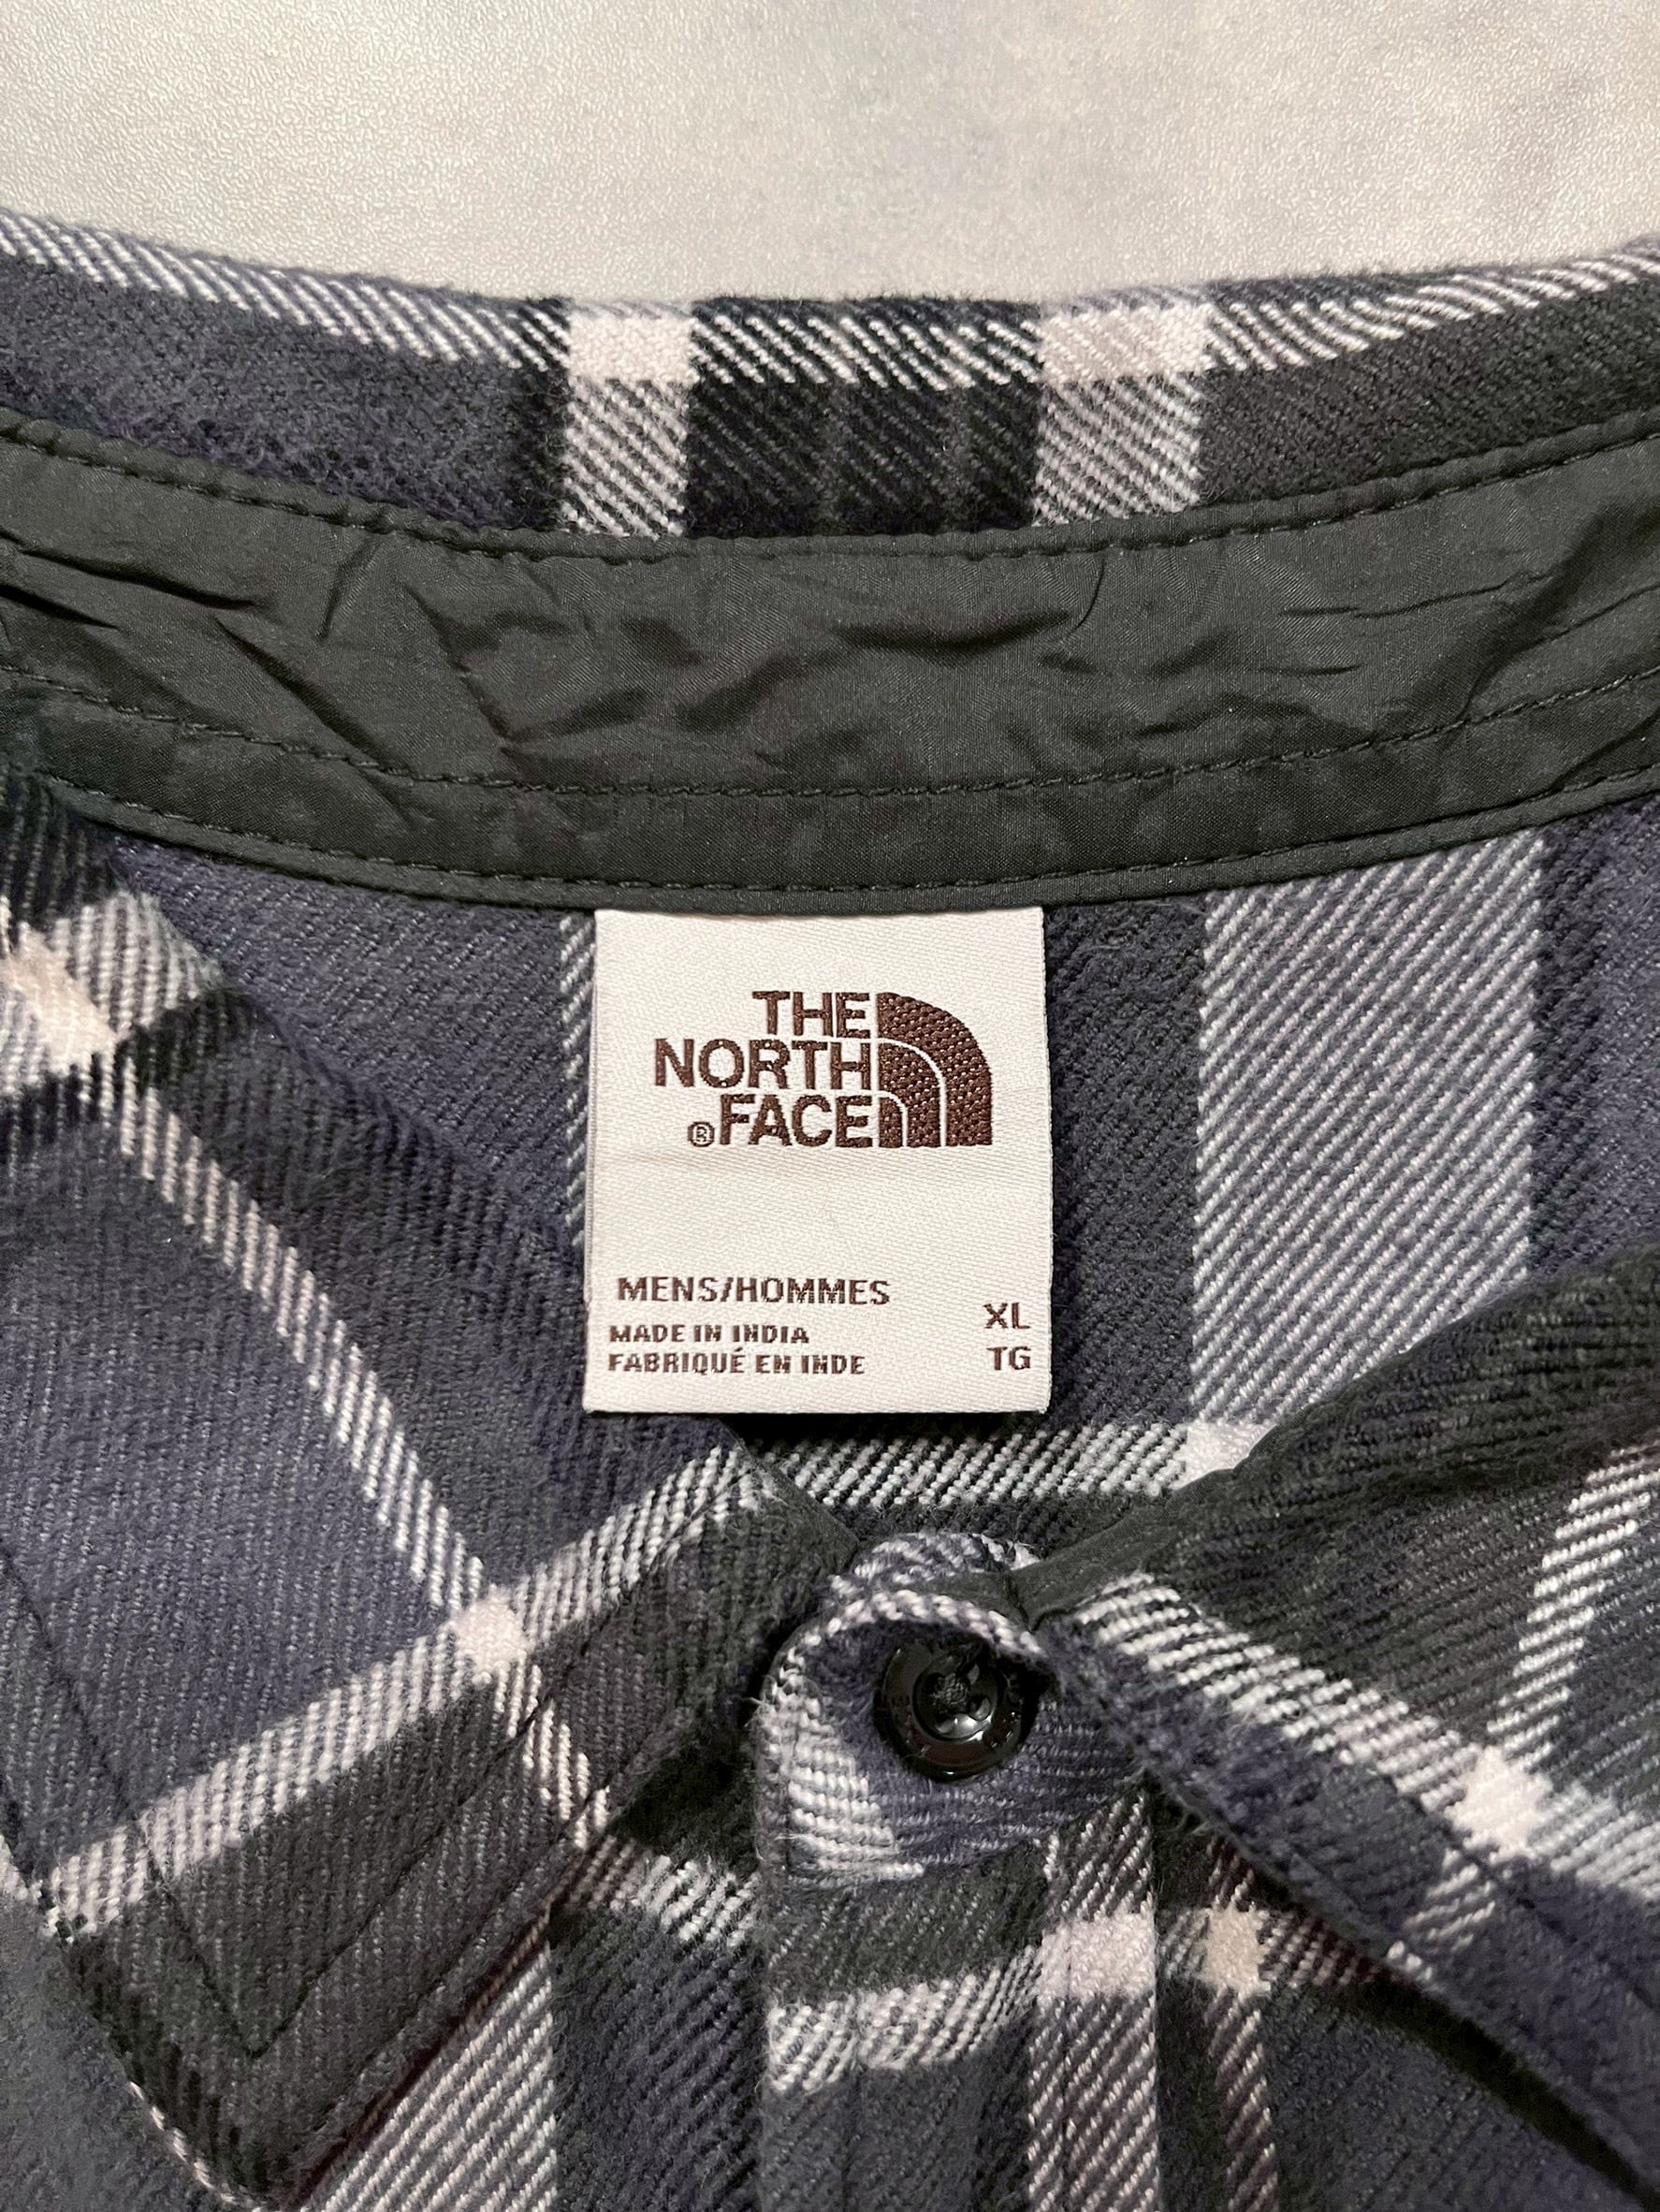 THE
NORTH
®FACE
MENS/HOMMES
XL
MADE IN INDIA
FABRIQUÉ EN INDE
TG